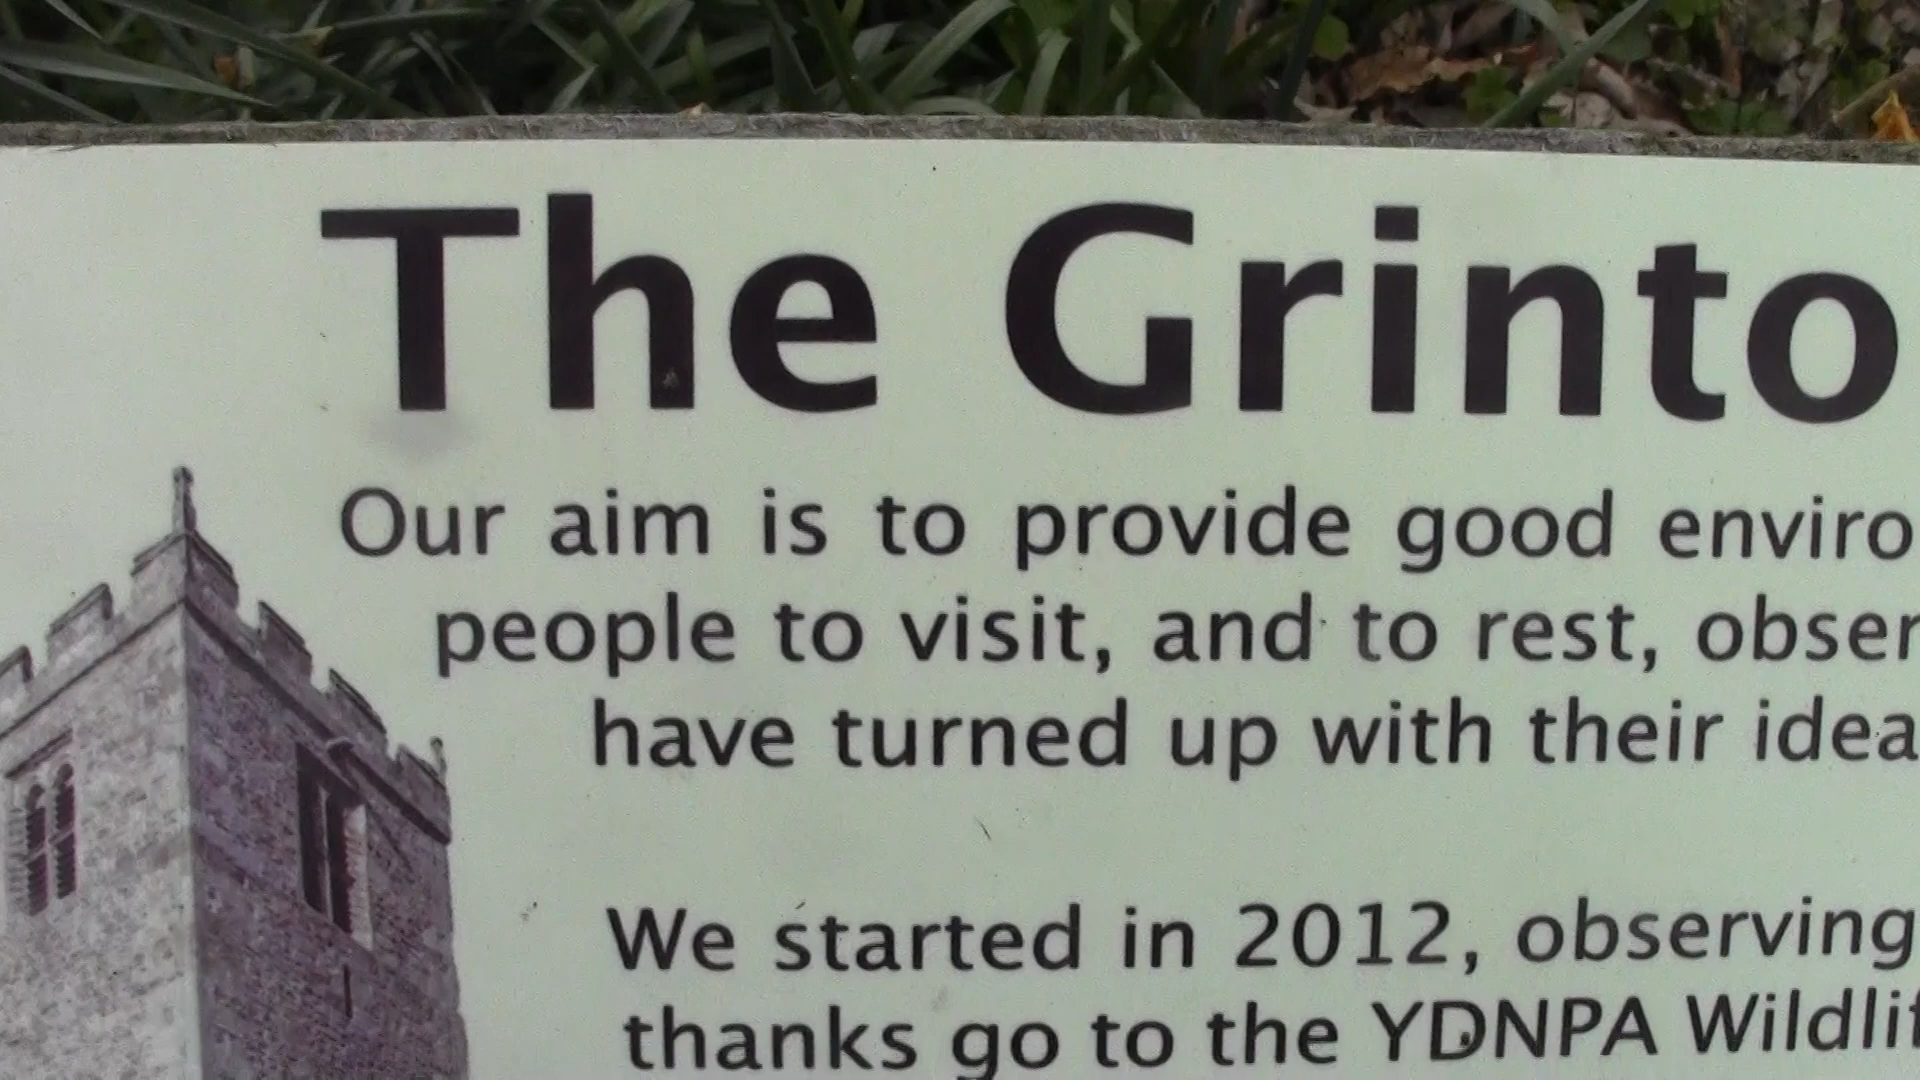 The Grinto
Our aim is to provide good enviro
people to visit, and to rest, obser
have turned up with their idea
We started in 2012, observing
thanks go to the YDNPA Wildlif